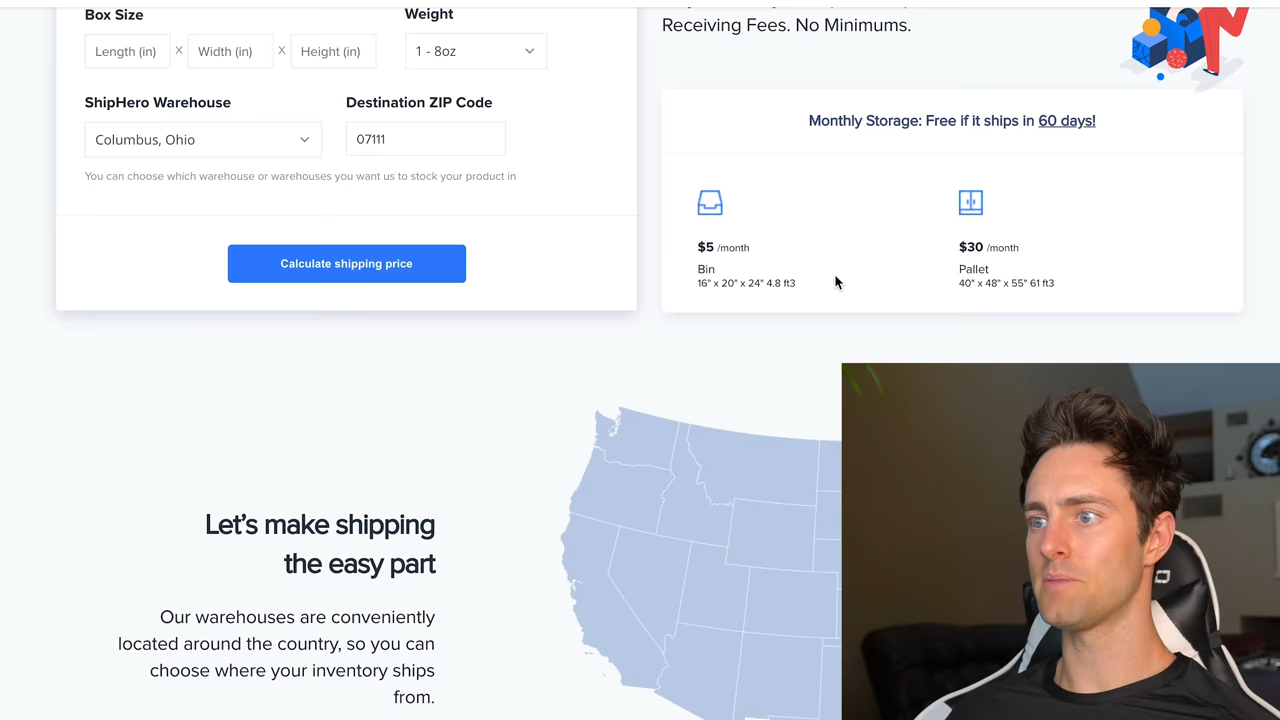 Box Size
Weight
Length (in) X Width (in) X Height (in)
1 - 8oz
ShipHero Warehouse
Destination ZIP Code
Columbus, Ohio
07111
You can choose which warehouse or warehouses you want us to stock your product in
Calculate shipping price
Receiving Fees. No Minimums.
Monthly Storage: Free if it ships in 60 days!
$5 /month
Bin
16" x 20" x 24" 4.8 ft3
$30 /month
Pallet
40" x 48" x 55" 61 ft3
Let's make shipping
the easy part
Our warehouses are conveniently
located around the country, so you can
choose where your inventory ships
from.